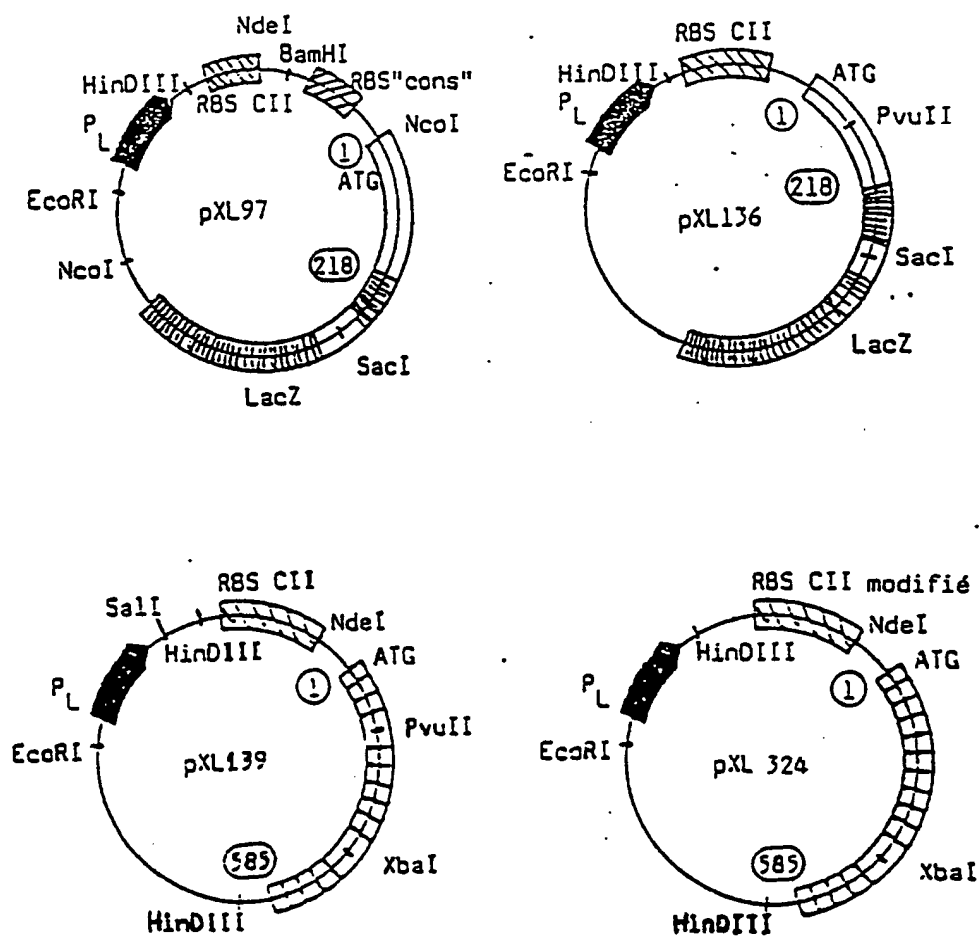 NdeI
BamHI
HinDIII
RBS CII
RBS"cons"
P
L
NcoI
1
ATG
EcoRI
pXL97
NcoI
218
SacI
LacZ
RBS CII
HinDIII
ATG
P
L
1
PvuII
EcoRI
218
pXL136
SacI
LacZ
RBS CII
SalI
NdeI
HinDIII
ATG
P
L
1
PvuII
EcoRI
pXL139
585
XbaI
HinDIII
RBS CII modifié
NdeI
HinDIII
ATG
P
L
1
EcoRI
pXL 324
585
XbaI
HinDIII